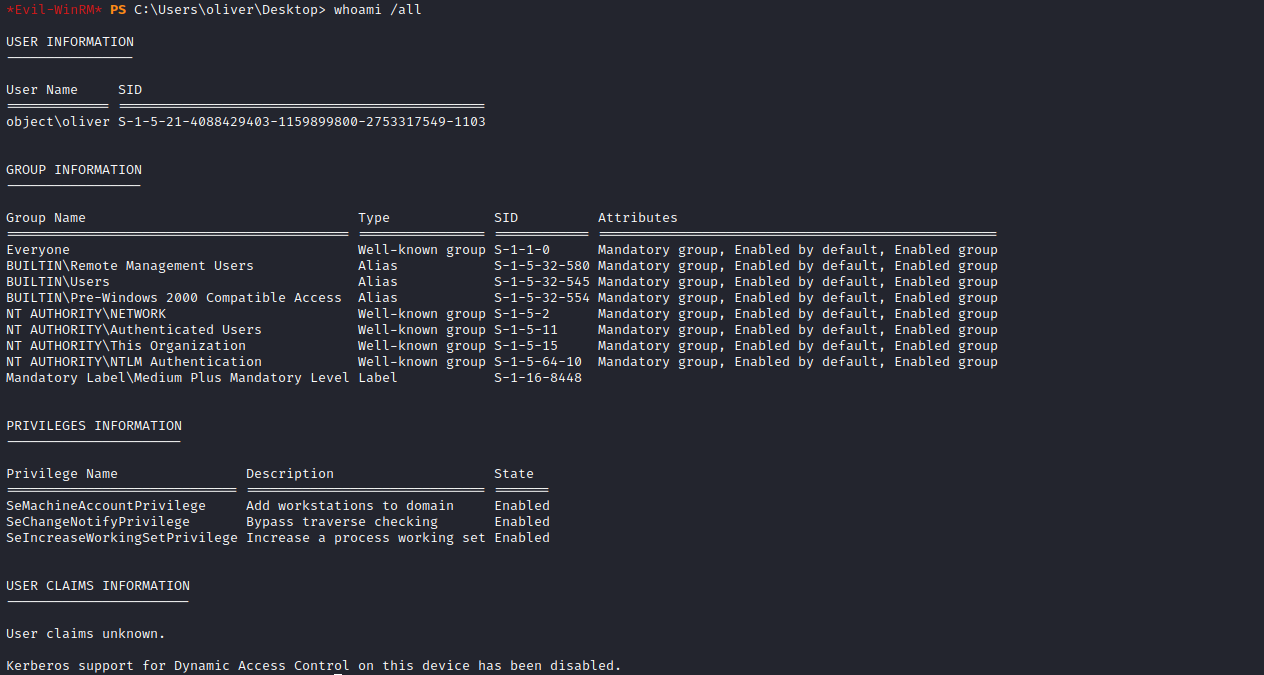 *Evil-WinRM* PS C:\Users\oliver\Desktop> whoami /all
USER INFORMATION
----------------
User Name     SID
============= ==============================================
object\oliver S-1-5-21-4088429403-1159899800-2753317549-1103
GROUP INFORMATION
-----------------
Group Name                                  Type             SID          Attributes
=========================================== ================ ============ ==================================================
Everyone                                    Well-known group S-1-1-0      Mandatory group, Enabled by default, Enabled group
BUILTIN\Remote Management Users             Alias            S-1-5-32-580 Mandatory group, Enabled by default, Enabled group
BUILTIN\Users                               Alias            S-1-5-32-545 Mandatory group, Enabled by default, Enabled group
BUILTIN\Pre-Windows 2000 Compatible Access  Alias            S-1-5-32-554 Mandatory group, Enabled by default, Enabled group
NT AUTHORITY\NETWORK                        Well-known group S-1-5-2      Mandatory group, Enabled by default, Enabled group
NT AUTHORITY\Authenticated Users            Well-known group S-1-5-11     Mandatory group, Enabled by default, Enabled group
NT AUTHORITY\This Organization              Well-known group S-1-5-15     Mandatory group, Enabled by default, Enabled group
NT AUTHORITY\NTLM Authentication            Well-known group S-1-5-64-10  Mandatory group, Enabled by default, Enabled group
Mandatory Label\Medium Plus Mandatory Level Label            S-1-16-8448
PRIVILEGES INFORMATION
----------------------
Privilege Name                Description                    State
============================= ============================== =======
SeMachineAccountPrivilege     Add workstations to domain     Enabled
SeChangeNotifyPrivilege       Bypass traverse checking       Enabled
SeIncreaseWorkingSetPrivilege Increase a process working set Enabled
USER CLAIMS INFORMATION
-----------------------
User claims unknown.
Kerberos support for Dynamic Access Control on this device has been disabled.